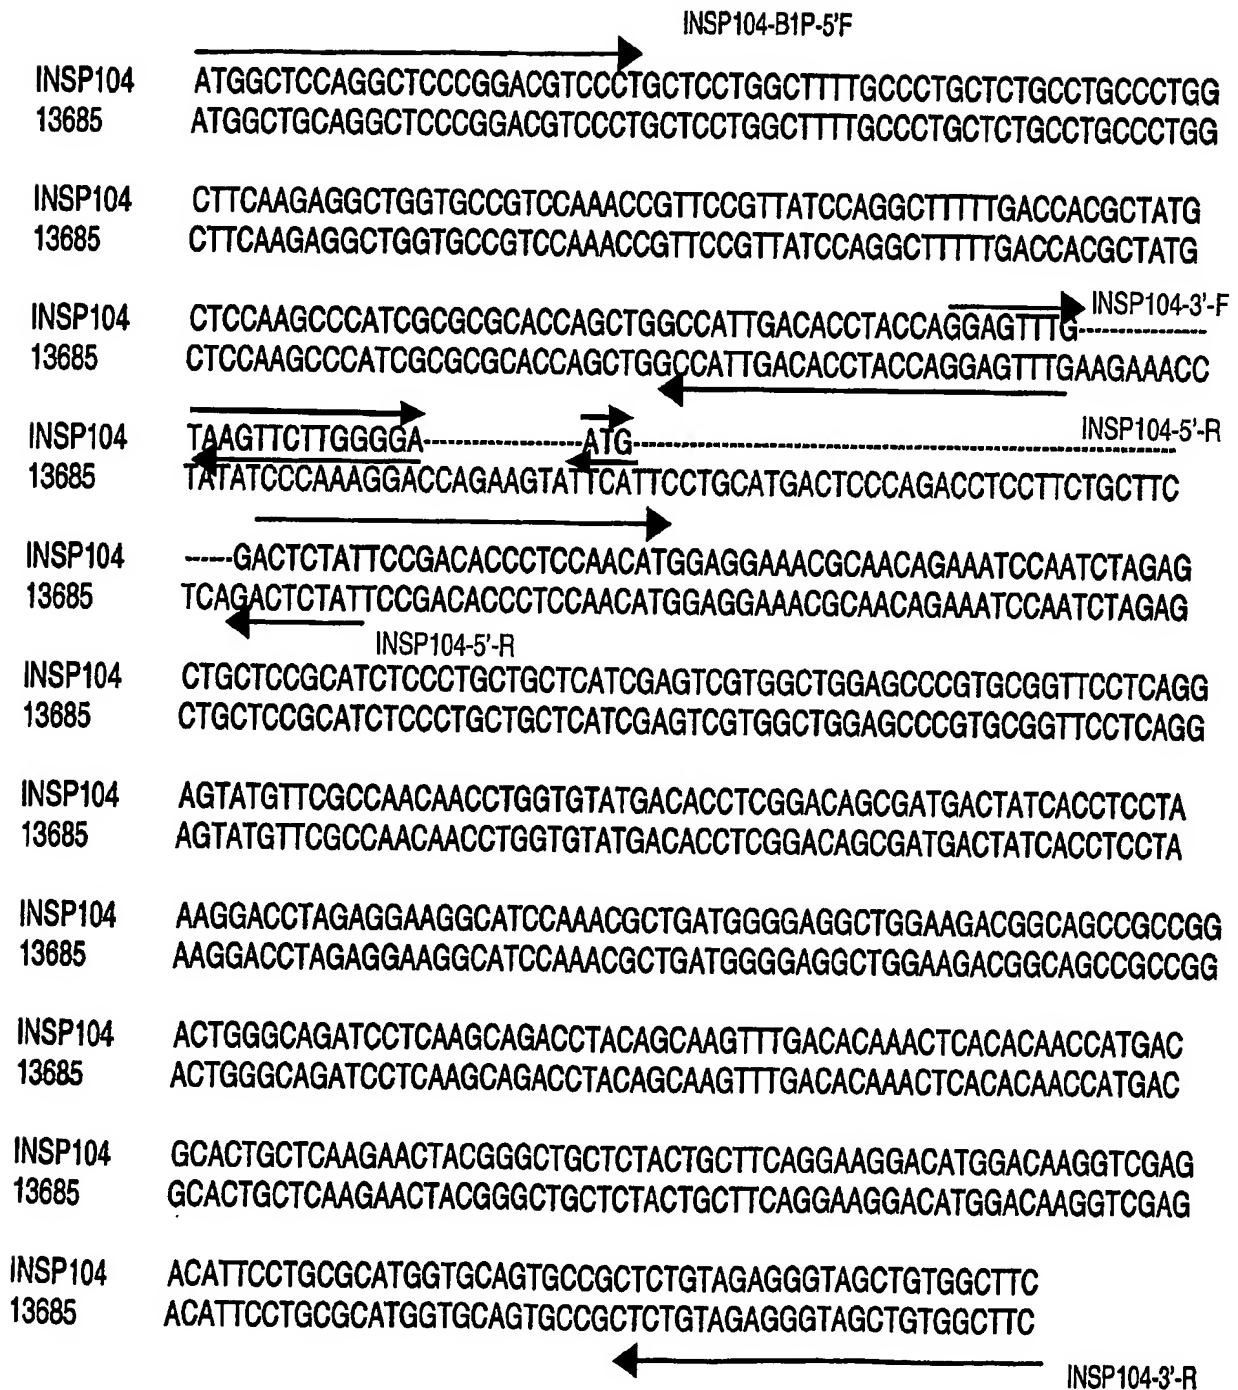 INSP104-B1P-5'F
INSP104 ATGGCTCCAGGCTCCCGGACGTCCCTGCTCCTGGCTTTTGCCCTGCTCTGCCTGCCCTGG
13685 ATGGCTGCAGGCTCCCGGACGTCCCTGCTCCTGGCTTTTGCCCTGCTCTGCCTGCCCTGG
INSP104 CTTCAAGAGGCTGGTGCCGTCCAAACCGTTCCGTTATCCAGGCTTTTTGACCACGCTATG
13685 CTTCAAGAGGCTGGTGCCGTCCAAACCGTTCCGTTATCCAGGCTTTTTGACCACGCTATG
INSP104-3'-F
INSP104 CTCCAAGCCCATCGCGCGCACCAGCTGGCCATTGACACCTACCAGGAGTTTG-----------
13685 CTCCAAGCCCATCGCGCGCACCAGCTGGCCATTGACACCTACCAGGAGTTTGAAGAAACC
INSP104 TAAGTTCTTGGGGA---------------ATG-------------------------------- INSP104-5'-R
13685 TATATCCCAAAGGACCAGAAGTATTCATTCCTGCATGACTCCCAGACCTCCTTCTGCTTC
INSP104 -----GACTCTATTCCGACACCCTCCAACATGGAGGAAACGCAACAGAAATCCAATCTAGAG
13685 TCAGACTCTATTCCGACACCCTCCAACATGGAGGAAACGCAACAGAAATCCAATCTAGAG
INSP104-5'-R
INSP104 CTGCTCCGCATCTCCCTGCTGCTCATCGAGTCGTGGCTGGAGCCCGTGCGGTTCCTCAGG
13685 CTGCTCCGCATCTCCCTGCTGCTCATCGAGTCGTGGCTGGAGCCCGTGCGGTTCCTCAGG
INSP104 AGTATGTTCGCCAACAACCTGGTGTATGACACCTCGGACAGCGATGACTATCACCTCCTA
13685 AGTATGTTCGCCAACAACCTGGTGTATGACACCTCGGACAGCGATGACTATCACCTCCTA
INSP104 AAGGACCTAGAGGAAGGCATCCAAACGCTGATGGGGAGGCTGGAAGACGGCAGCCGCCGG
13685 AAGGACCTAGAGGAAGGCATCCAAACGCTGATGGGGAGGCTGGAAGACGGCAGCCGCCGG
INSP104 ACTGGGCAGATCCTCAAGCAGACCTACAGCAAGTTTGACACAAACTCACACAACCATGAC
13685 ACTGGGCAGATCCTCAAGCAGACCTACAGCAAGTTTGACACAAACTCACACAACCATGAC
INSP104 GCACTGCTCAAGAACTACGGGCTGCTCTACTGCTTCAGGAAGGACATGGACAAGGTCGAG
13685 GCACTGCTCAAGAACTACGGGCTGCTCTACTGCTTCAGGAAGGACATGGACAAGGTCGAG
INSP104 ACATTCCTGCGCATGGTGCAGTGCCGCTCTGTAGAGGGTAGCTGTGGCTTC
13685 ACATTCCTGCGCATGGTGCAGTGCCGCTCTGTAGAGGGTAGCTGTGGCTTC
INSP104-3'-R